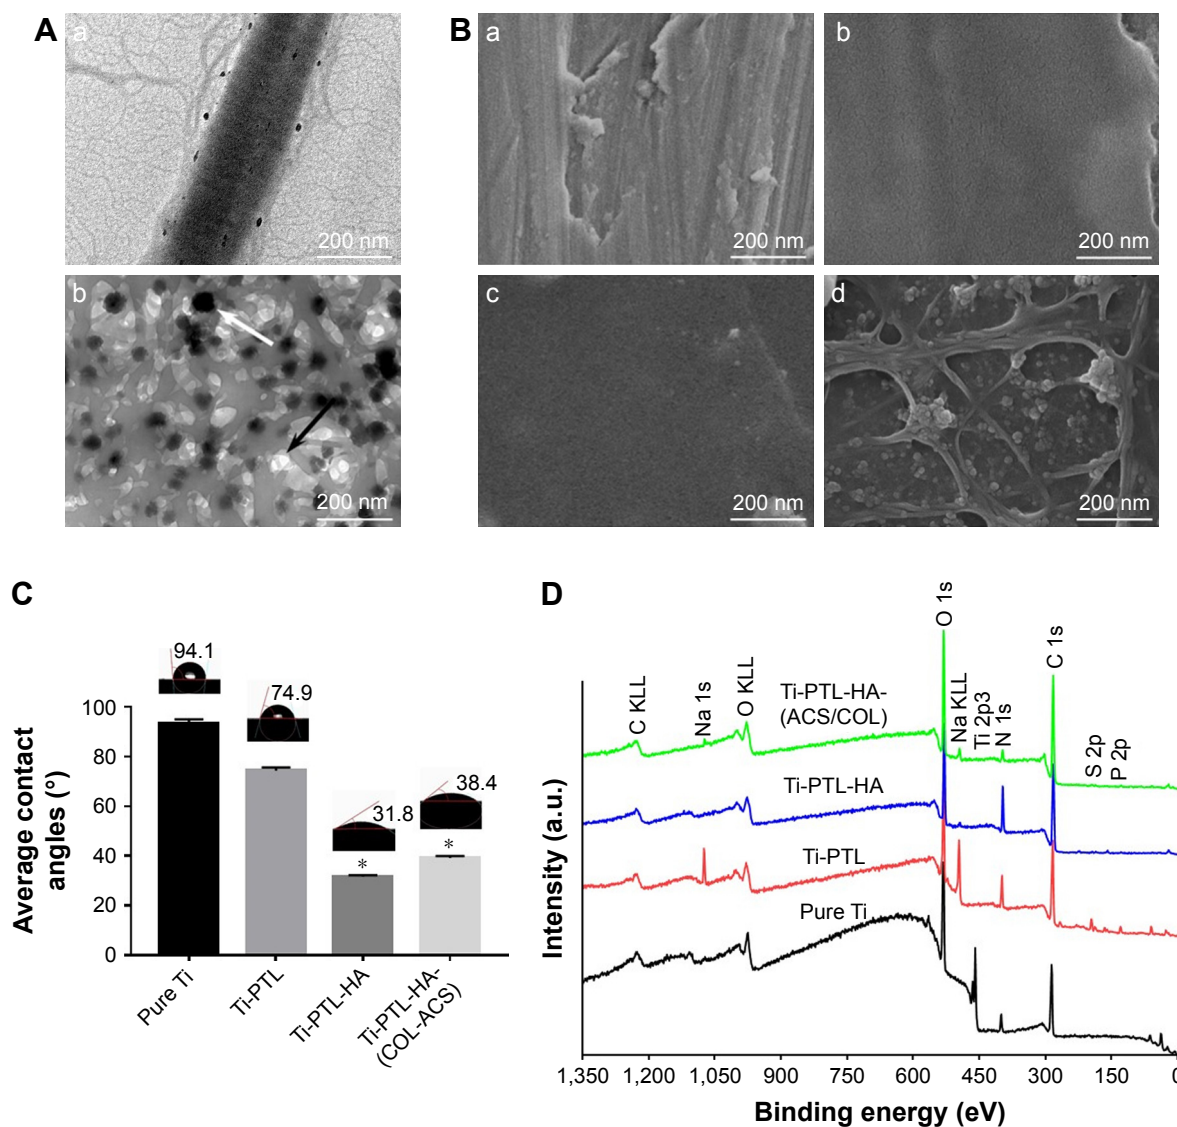 A
a
200 nm
b
200 nm
B
a
200 nm
b
200 nm
c
200 nm
d
200 nm
C
94.1
74.9
31.8
38.4
*
*
100
80
60
40
20
0
Average contact
angles (°)
Pure Ti
Ti-PTL
Ti-PTL-HA
Ti-PTL-HA-
(COL-ACS)
D
C KLL
Na 1s
O KLL
O 1s
Na KLL
Ti 2p3
N 1s
C 1s
S 2p
P 2p
Ti-PTL-HA-
(ACS/COL)
Ti-PTL-HA
Ti-PTL
Pure Ti
Intensity (a.u.)
1,350
1,200
1,050
900
750
600
450
300
150
0
Binding energy (eV)